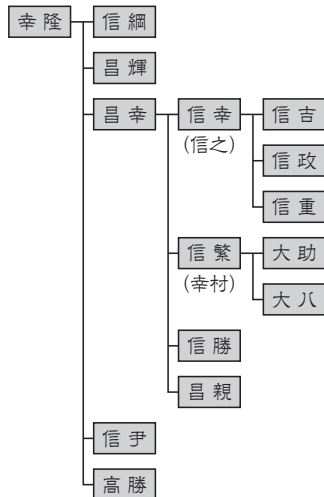 幸隆
信綱
昌輝
昌幸
信幸
(信之)
信吉
信政
信重
信繁
(幸村)
大助
大八
信勝
昌親
信尹
高勝